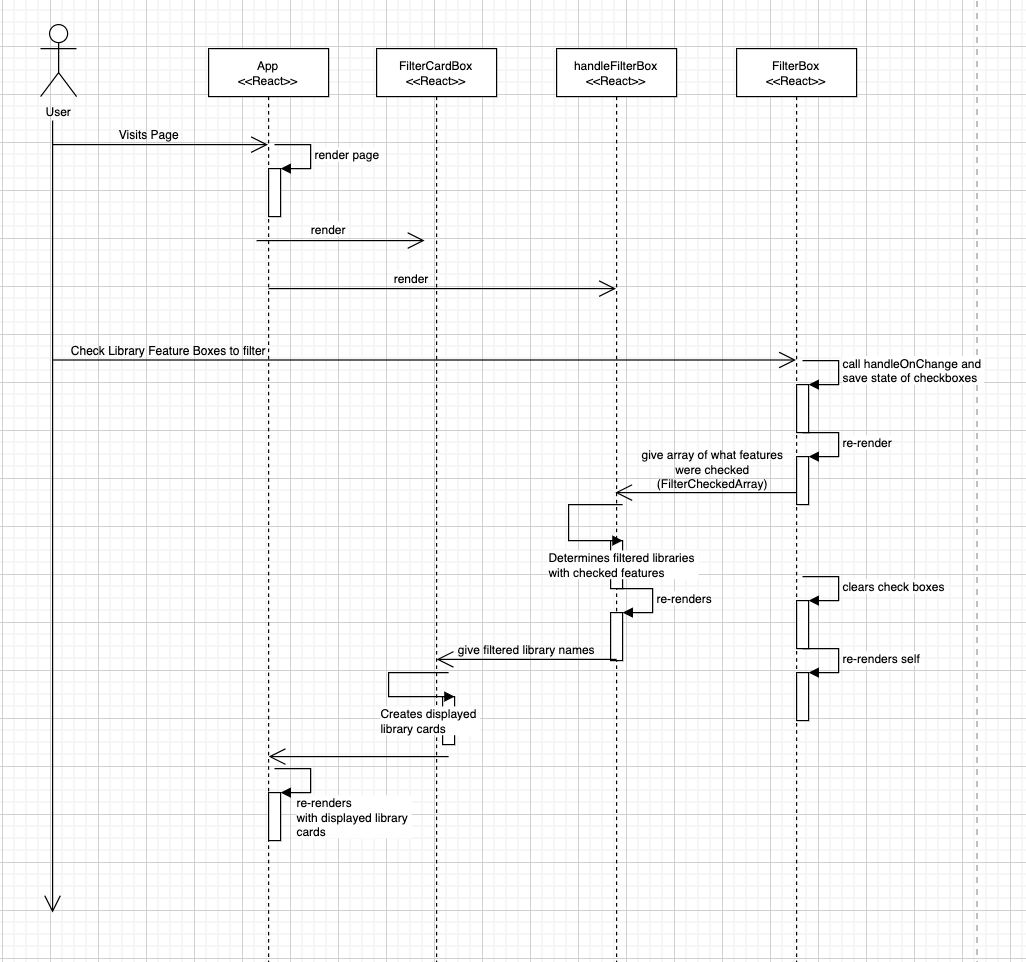 App
<<React>>
FilterCardBox
<<React>>
handleFilterBox
<<React>>
FilterBox
<<React>>
User
Visits Page
render page
render
render
Check Library Feature Boxes to filter
call handleOnChange and
save state of checkboxes
re-render
give array of what features
were checked
(FilterCheckedArray)
Determines filtered libraries
with checked features
clears check boxes
re-renders
give filtered library names
re-renders self
Creates displayed
library cards
re-renders
with displayed library
cards